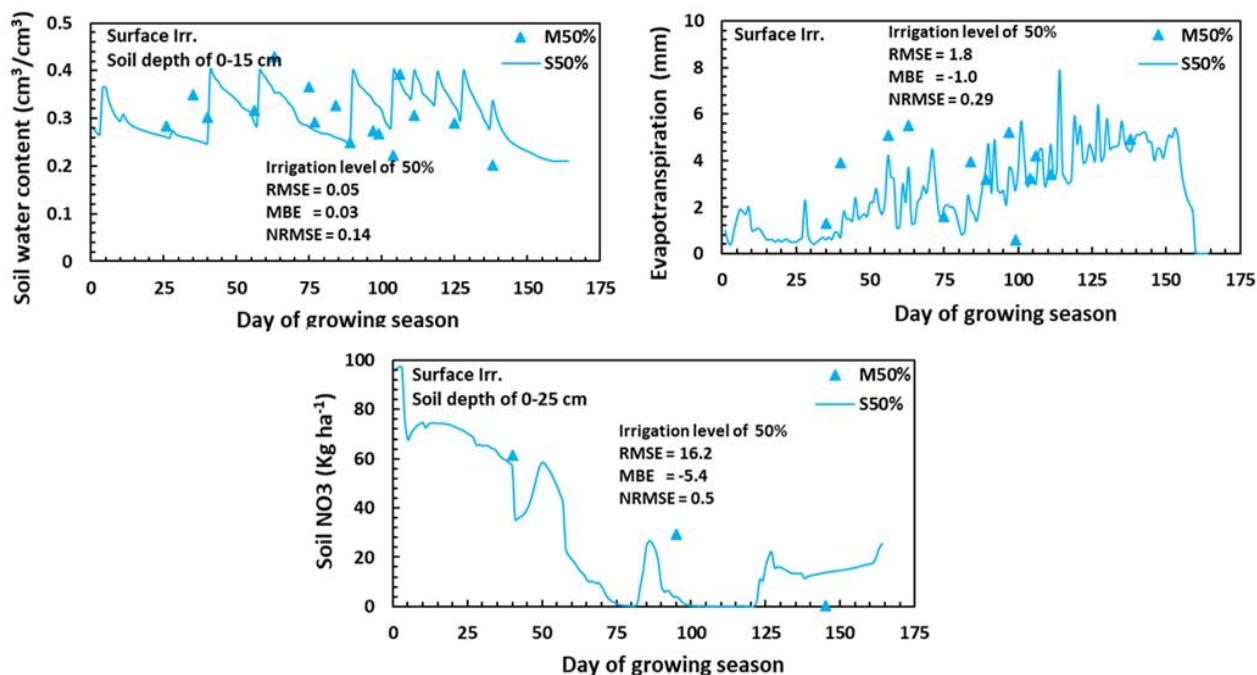 Soil water content (cm³/cm³)
0.5
0.4
0.3
0.2
0.1
0
Surface Irr.
Soil depth of 0-15 cm
M50%
S50%
Irrigation level of 50%
RMSE = 0.05
MBE = 0.03
NRMSE = 0.14
0 25 50 75 100 125 150 175
Day of growing season
Evapotranspiration (mm)
10
8
6
4
2
0
Surface Irr.
Irrigation level of 50%
RMSE = 1.8
MBE = -1.0
NRMSE = 0.29
M50%
S50%
0 25 50 75 100 125 150 175
Day of growing season
Soil NO3 (Kg ha⁻¹)
100
80
60
40
20
0
Surface Irr.
Soil depth of 0-25 cm
M50%
S50%
Irrigation level of 50%
RMSE = 16.2
MBE = -5.4
NRMSE = 0.5
0 25 50 75 100 125 150 175
Day of growing season